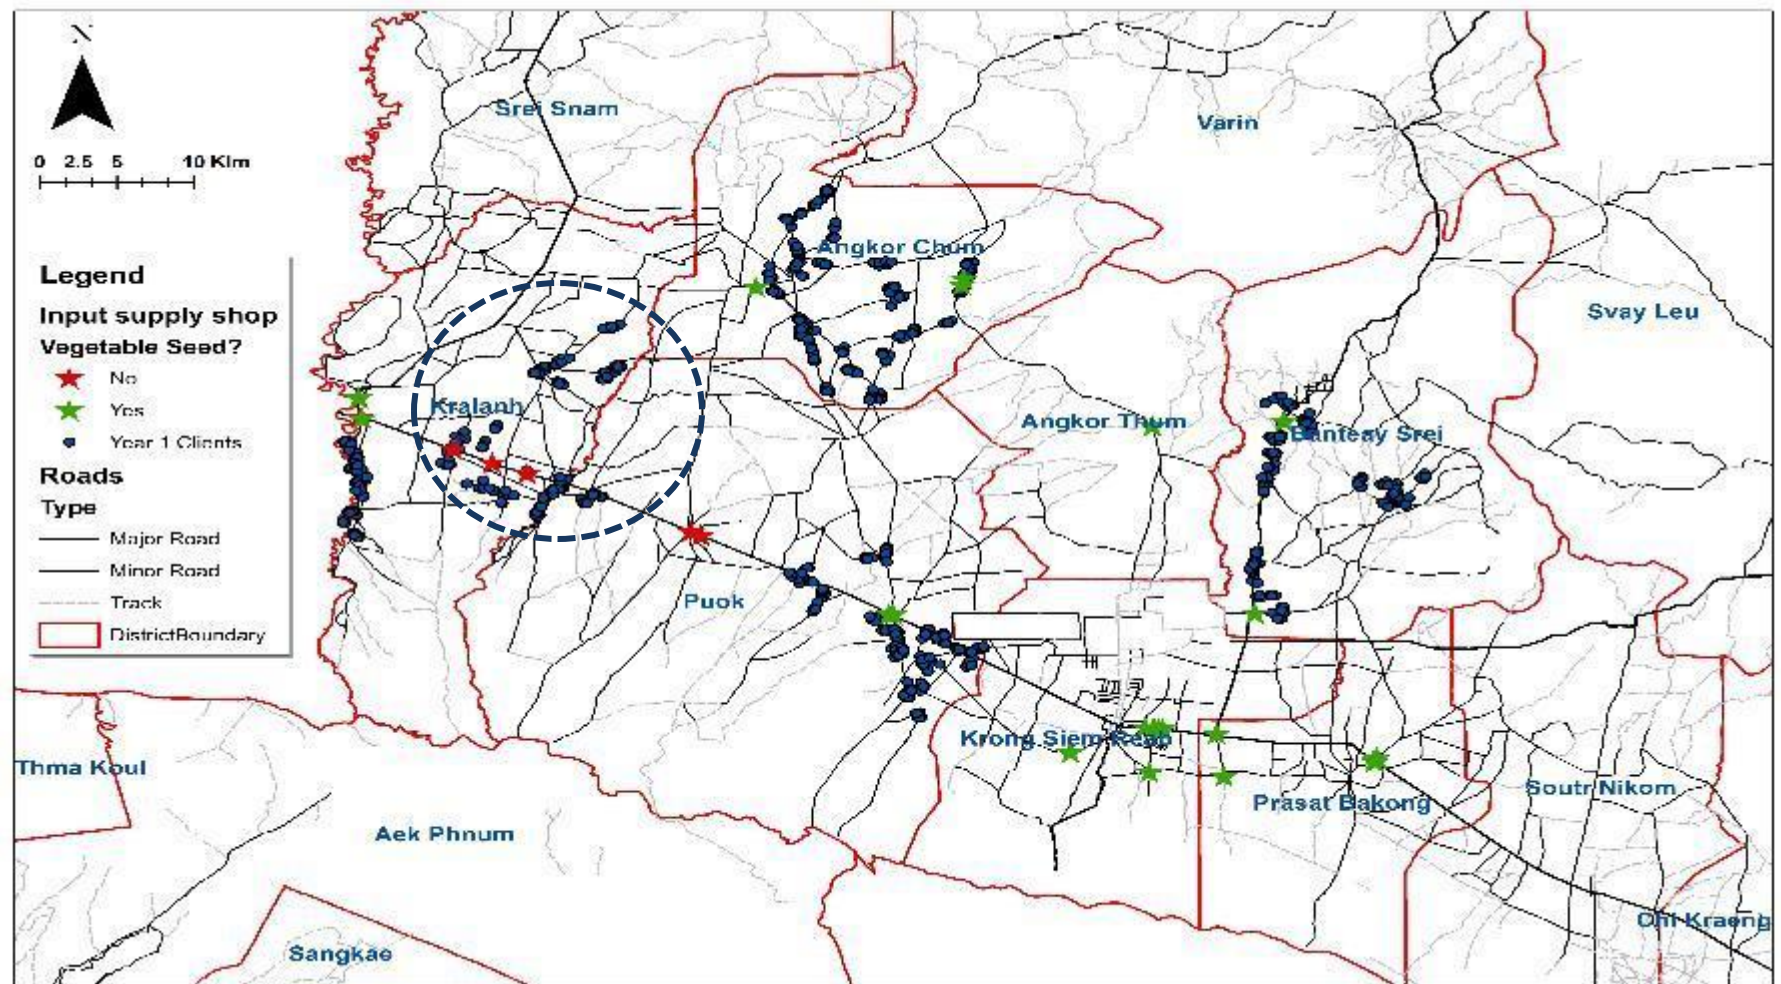 N
0 2.5 5 10 Klm
Legend
Input supply shop
Vegetable Seed?
No
Yes
Year 1 Clients
Roads
Type
Major Road
Minor Road
Track
DistrictBoundary
Srei Snam
Varin
Angkor Chum
Svay Leu
Kralanh
Angkor Thum
Banteay Srei
Puok
Krong Siem Reap
Thma Koul
Soutr Nikom
Prasat Bakong
Aek Phnum
Chi Kraeng
Sangkae